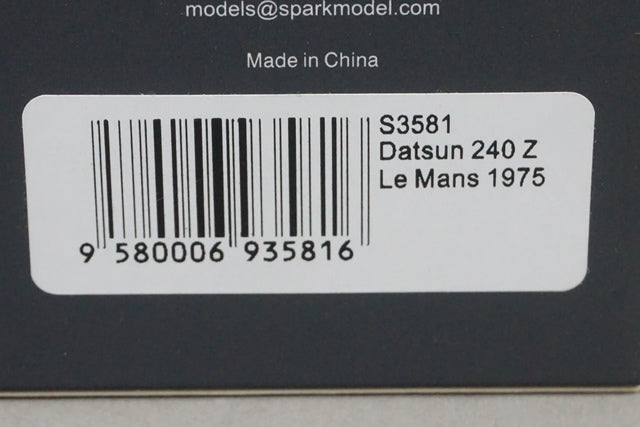 models@sparkmodel.com
Made in China
S3581
Datsun 240 Z
Le Mans 1975
9 580006 935816